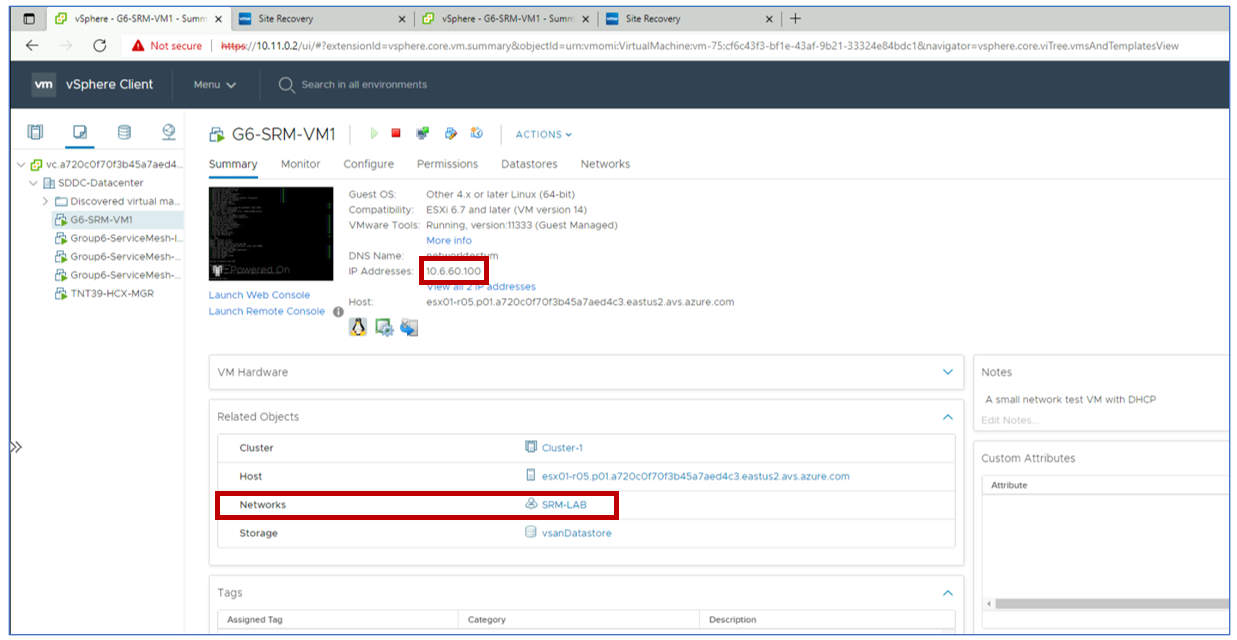 vSphere - G6-SRM-VM1 - Summ
Site Recovery
vSphere - G6-SRM-VM1 - Summ
Site Recovery
Not secure
https://10.11.0.2/ui/#?extensionId=vsphere.core.vm.summary&objectId=urn:vmomi:VirtualMachine:vm-75:cf6c43f3-bf1e-43af-9b21-33324e84bdc1&navigator=vsphere.core.viTree.vmsAndTemplatesView
vm vSphere Client
Menu
Search in all environments
vc.a720c0f70f3b45a7aed4...
SDDC-Datacenter
Discovered virtual ma...
G6-SRM-VM1
Group6-ServiceMesh-I...
Group6-ServiceMesh-...
Group6-ServiceMesh-...
TNT39-HCX-MGR
G6-SRM-VM1
ACTIONS
Summary Monitor Configure Permissions Datastores Networks
Powered On
Launch Web Console
Launch Remote Console
Guest OS: Other 4.x or later Linux (64-bit)
Compatibility: ESXi 6.7 and later (VM version 14)
VMware Tools: Running, version:11333 (Guest Managed)
More info
DNS Name: networktestvm
IP Addresses: 10.6.60.100
View all 2 IP addresses
Host: esx01-r05.p01.a720c0f70f3b45a7aed4c3.eastus2.avs.azure.com
VM Hardware
Related Objects
Cluster Cluster-1
Host esx01-r05.p01.a720c0f70f3b45a7aed4c3.eastus2.avs.azure.com
Networks SRM-LAB
Storage vsanDatastore
Tags
Assigned Tag Category Description
Notes
A small network test VM with DHCP
Edit Notes...
Custom Attributes
Attribute